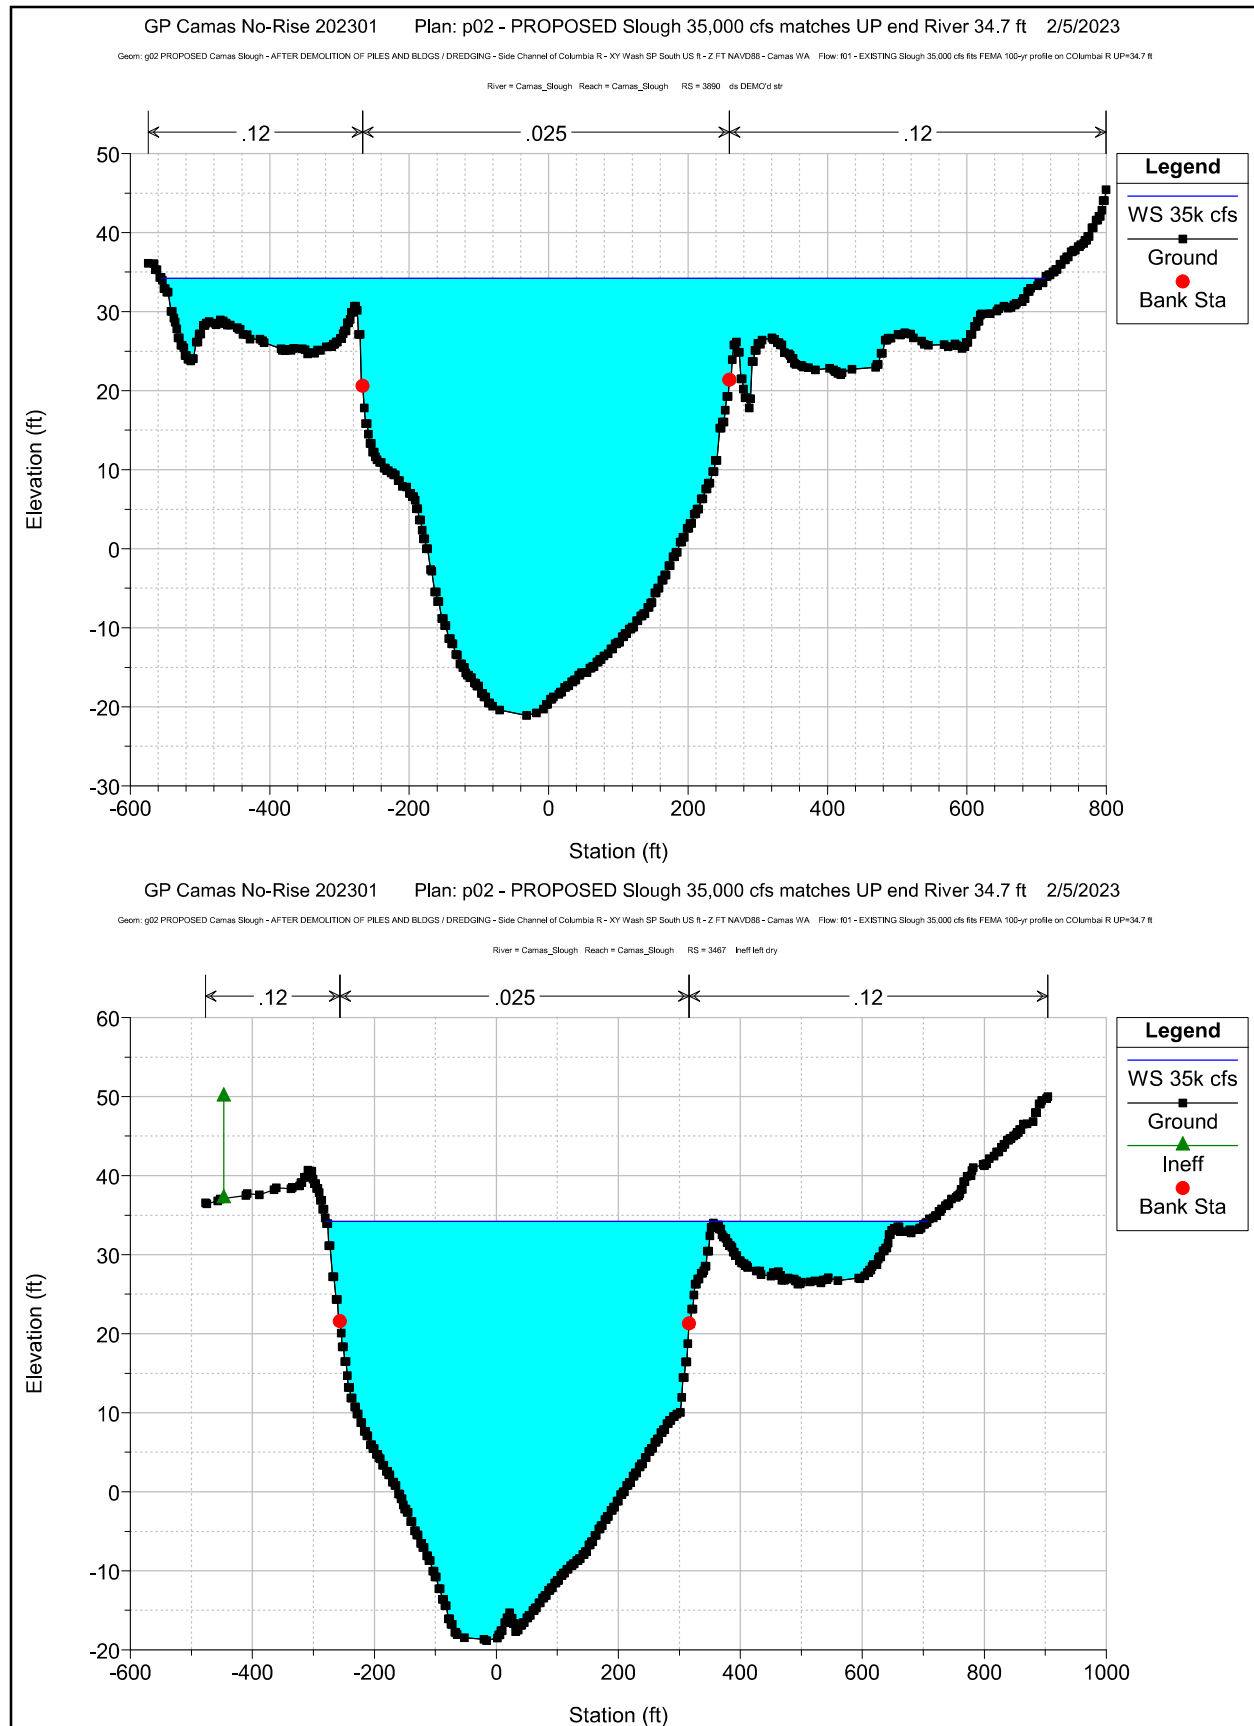 GP Camas No-Rise 202301 Plan: p02 - PROPOSED Slough 35,000 cfs matches UP end River 34.7 ft 2/5/2023
Geom: g02 PROPOSED Camas Slough - AFTER DEMOLITION OF PILES AND BLDGS / DREDGING - Side Channel of Columbia R - XY Wash SP South US ft - Z FT NAVD88 - Camas WA Flow: f01 - EXISTING Slough 35,000 cfs fits FEMA 100-yr profile on COlumbai R UP=34.7 ft
River = Camas_Slough Reach = Camas_Slough RS = 3890 ds DEMO'd str
.12 .025 .12
50
40
30
20
10
0
-10
-20
-30
Elevation (ft)
-600 -400 -200 0 200 400 600 800
Station (ft)
Legend
WS 35k cfs
Ground
Bank Sta
GP Camas No-Rise 202301 Plan: p02 - PROPOSED Slough 35,000 cfs matches UP end River 34.7 ft 2/5/2023
Geom: g02 PROPOSED Camas Slough - AFTER DEMOLITION OF PILES AND BLDGS / DREDGING - Side Channel of Columbia R - XY Wash SP South US ft - Z FT NAVD88 - Camas WA Flow: f01 - EXISTING Slough 35,000 cfs fits FEMA 100-yr profile on COlumbai R UP=34.7 ft
River = Camas_Slough Reach = Camas_Slough RS = 3467 Ineff left dry
.12 .025 .12
60
50
40
30
20
10
0
-10
-20
Elevation (ft)
-600 -400 -200 0 200 400 600 800 1000
Station (ft)
Legend
WS 35k cfs
Ground
Ineff
Bank Sta